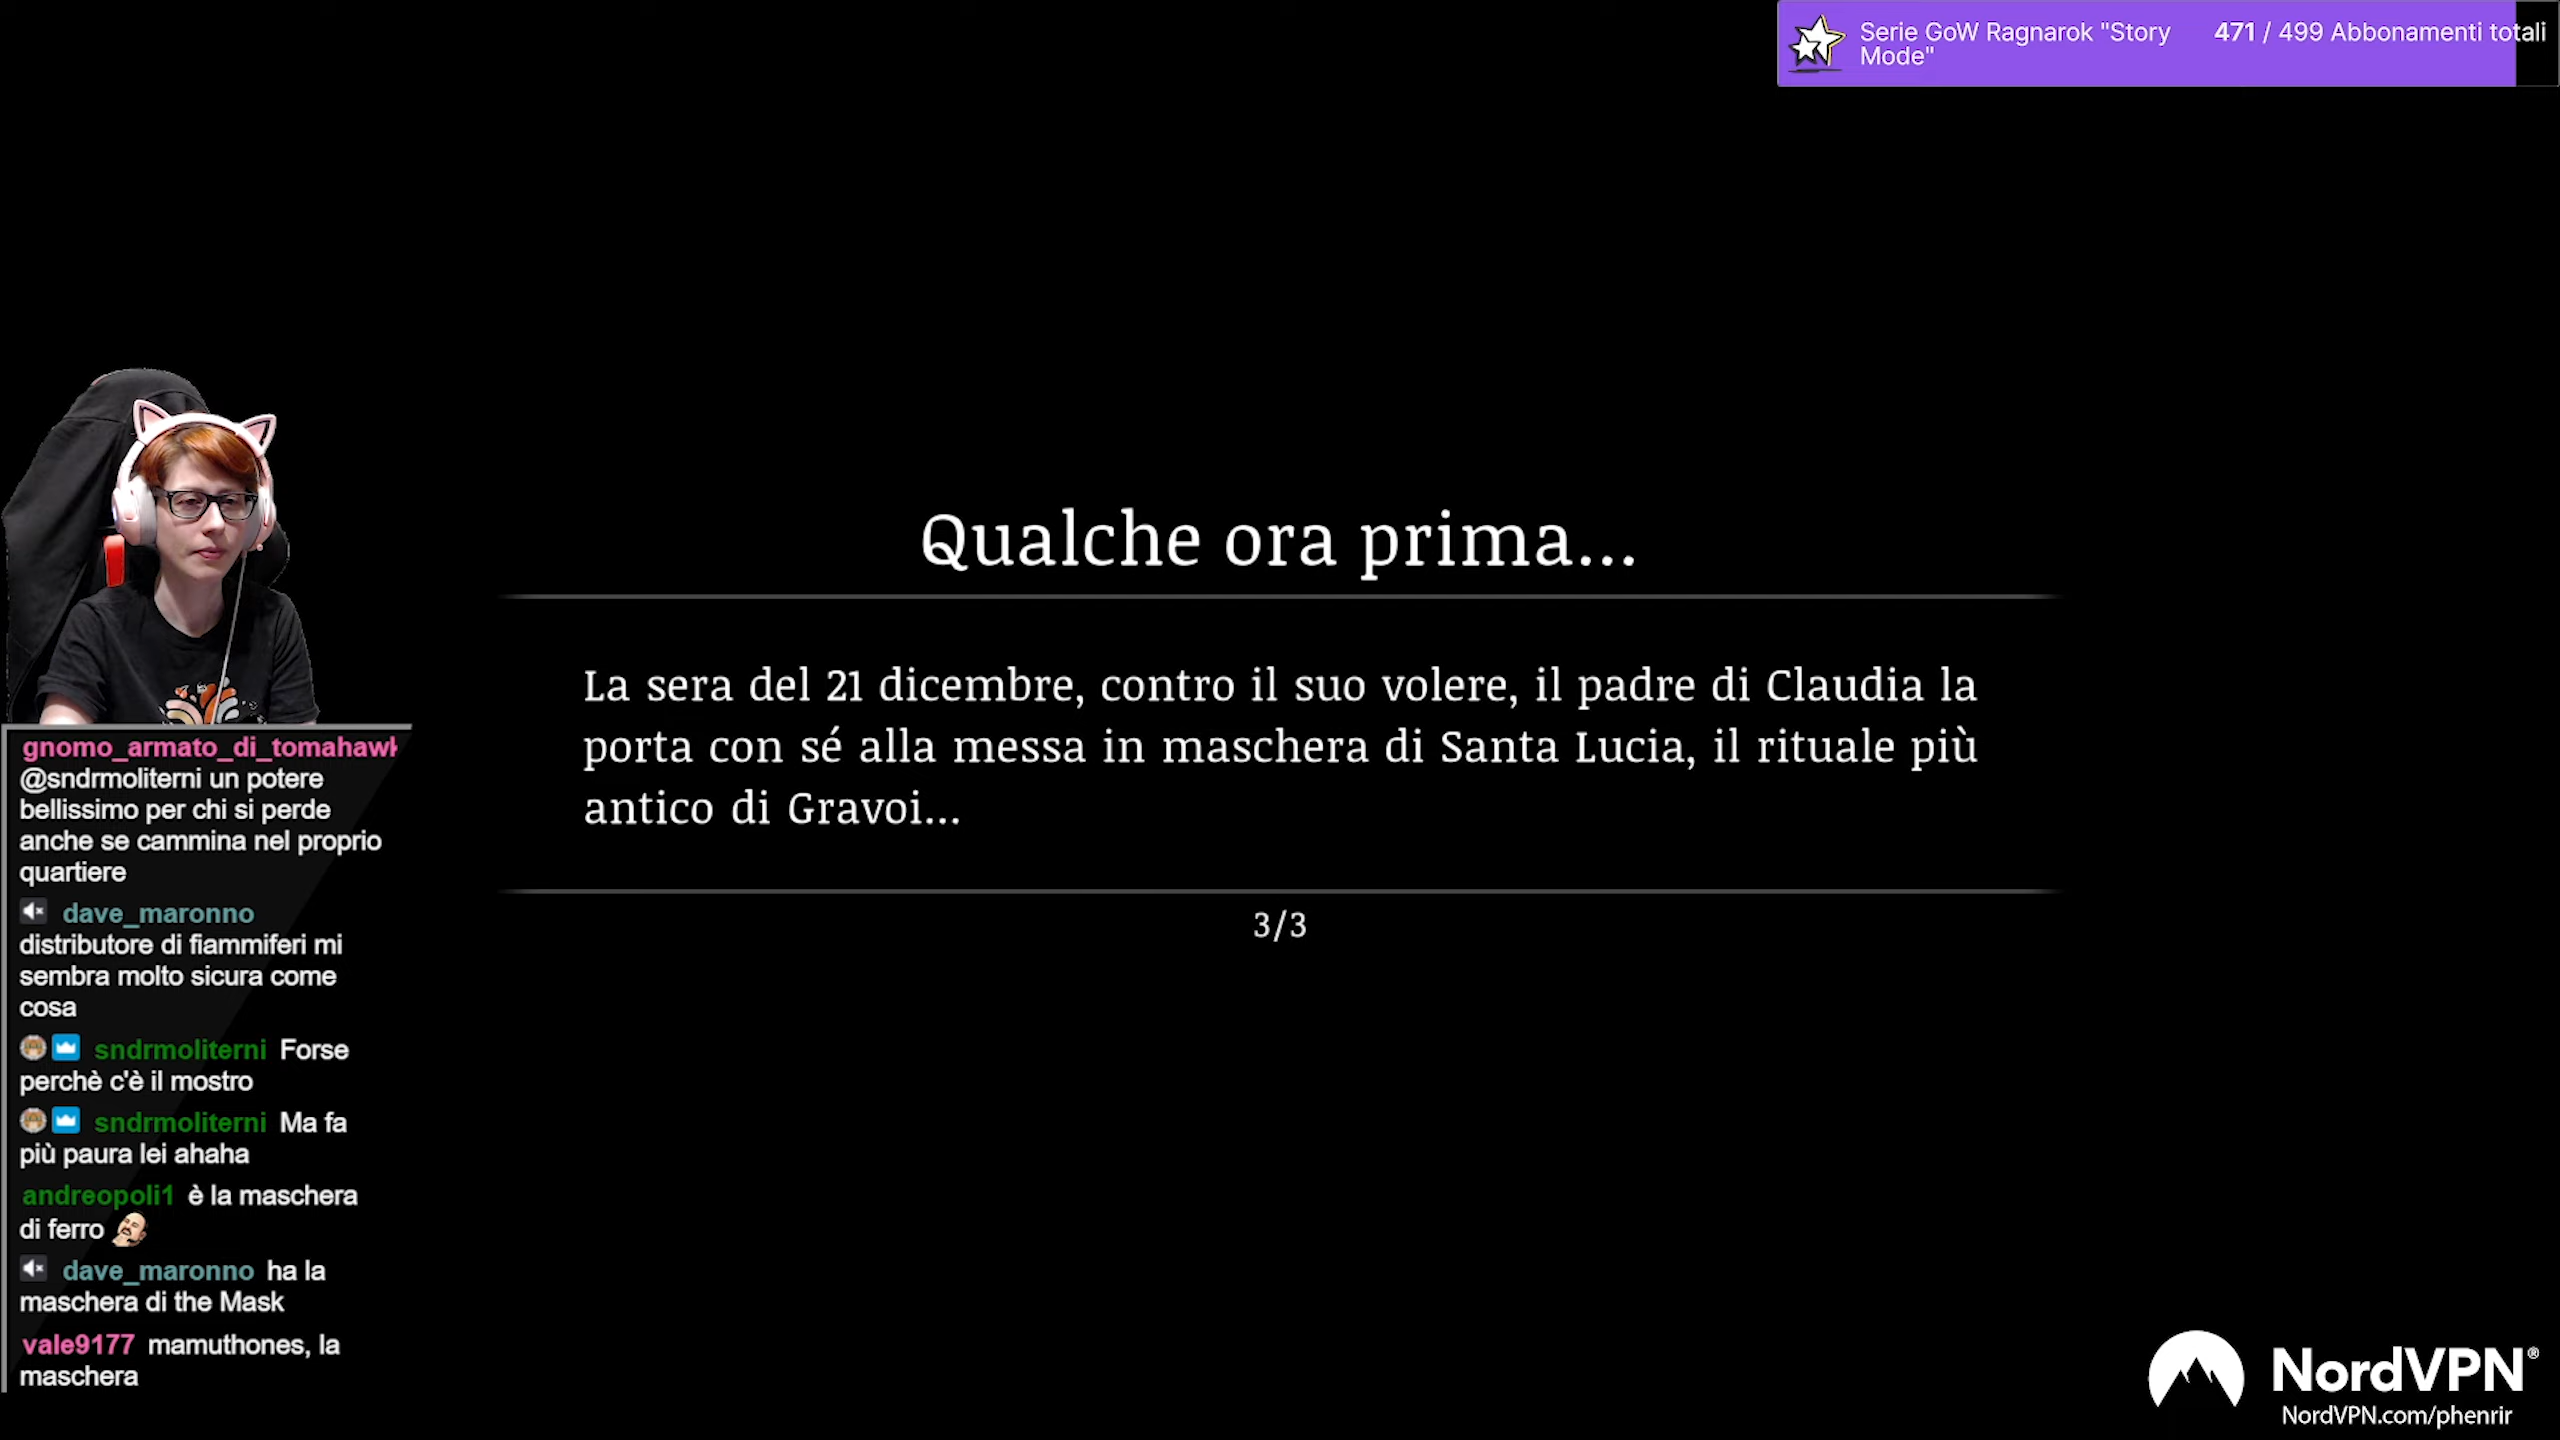 Serie GoW Ragnarok "Story
Mode"
471 / 499 Abbonamenti totali
Qualche ora prima...
La sera del 21 dicembre, contro il suo volere, il padre di Claudia la
porta con sé alla messa in maschera di Santa Lucia, il rituale più
antico di Gravoi...
3/3
gnomo_armato_di_tomahawk
@sndrmoliterni un potere
bellissimo per chi si perde
anche se cammina nel proprio
quartiere
dave_maronno
distributore di fiammiferi mi
sembra molto sicura come
cosa
sndrmoliterni Forse
perchè c'è il mostro
sndrmoliterni Ma fa
più paura lei ahaha
andreopoli1 è la maschera
di ferro
dave_maronno ha la
maschera di the Mask
vale9177 mamuthones, la
maschera
NordVPN®
NordVPN.com/phenrir